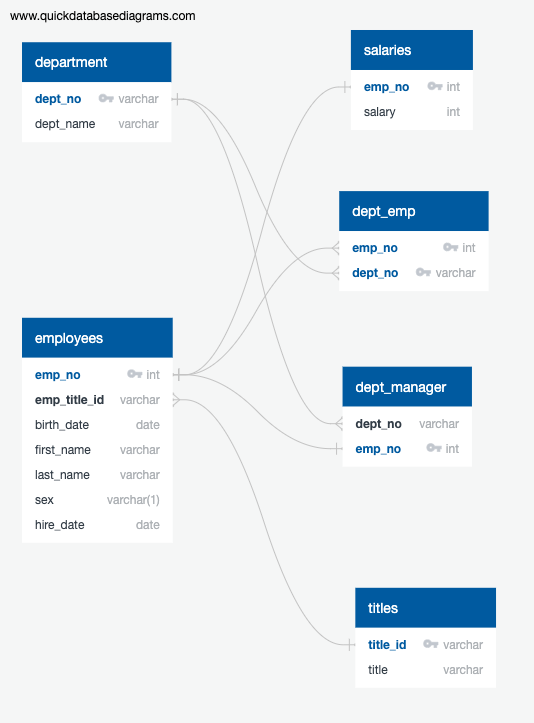 www.quickdatabasediagrams.com
department
dept_no varchar
dept_name varchar
salaries
emp_no int
salary int
dept_emp
emp_no int
dept_no varchar
employees
emp_no int
emp_title_id varchar
birth_date date
first_name varchar
last_name varchar
sex varchar(1)
hire_date date
dept_manager
dept_no varchar
emp_no int
titles
title_id varchar
title varchar